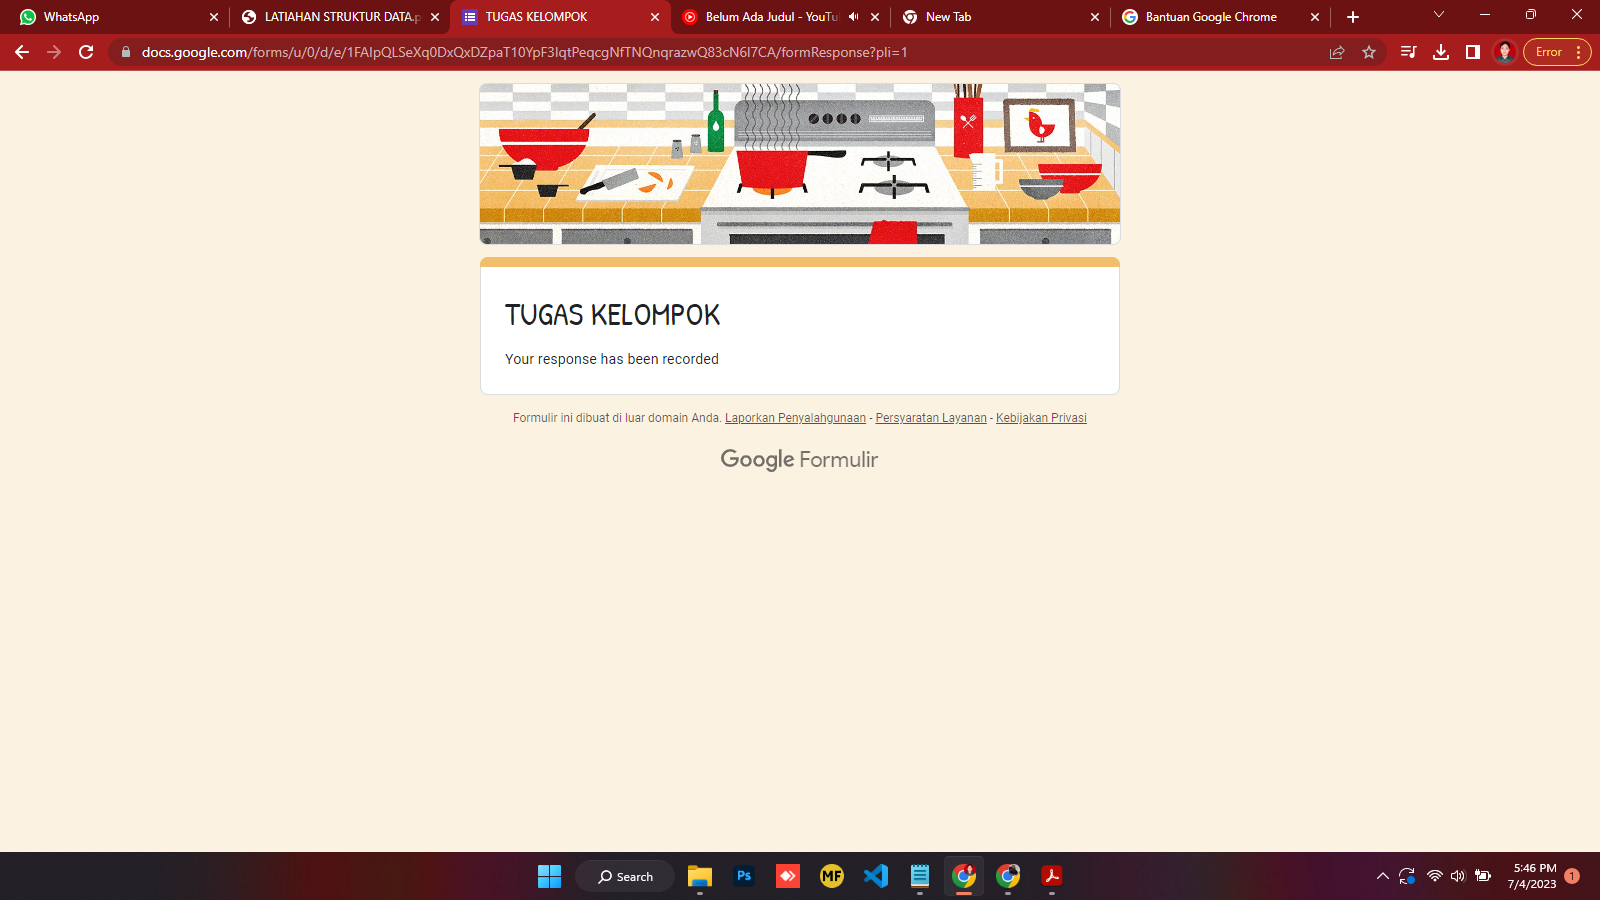 WhatsApp
LATIAHAN STRUKTUR DATA.p
TUGAS KELOMPOK
Belum Ada Judul - YouTu
New Tab
Bantuan Google Chrome
docs.google.com/forms/u/0/d/e/1FAIpQLSeXq0DxQxDZpaT10YpF3IqtPeqcgNfTNQnqrazwQ83cN6I7CA/formResponse?pli=1
Error
TUGAS KELOMPOK
Your response has been recorded
Formulir ini dibuat di luar domain Anda. Laporkan Penyalahgunaan - Persyaratan Layanan - Kebijakan Privasi
Google Formulir
Search
Ps
MF
5:46 PM
7/4/2023
1